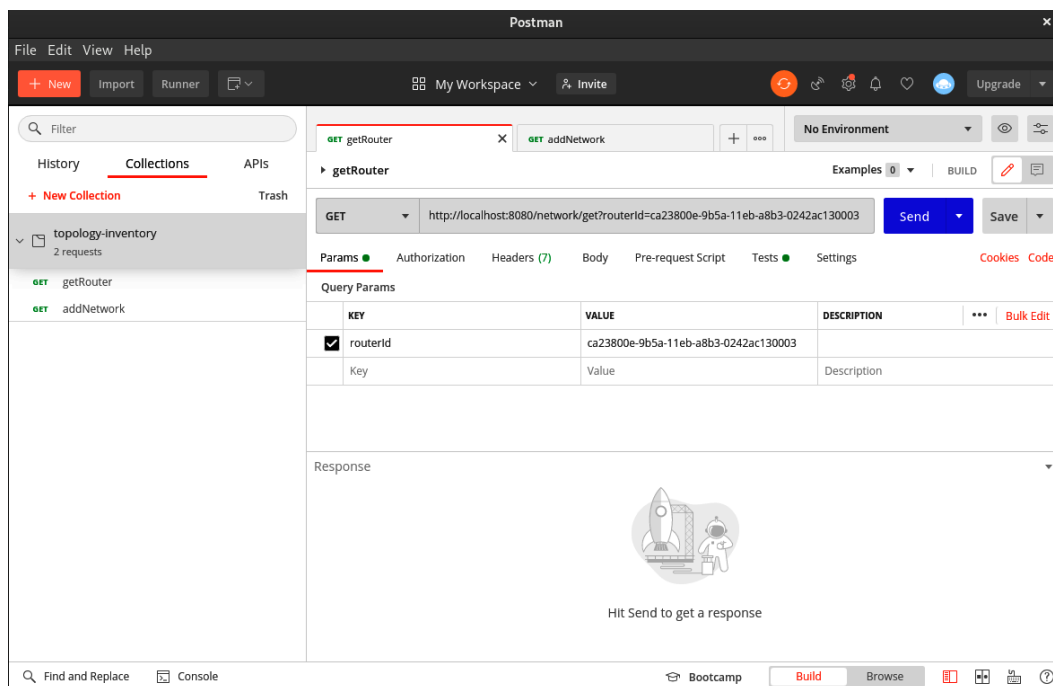 Postman
File Edit View Help
+ New Import Runner My Workspace Invite Upgrade
Filter
History Collections APIs
+ New Collection Trash
topology-inventory
2 requests
GET getRouter
GET addNetwork
GET getRouter GET addNetwork No Environment
getRouter Examples 0 BUILD
GET http://localhost:8080/network/get?routerId=ca23800e-9b5a-11eb-a8b3-0242ac130003 Send Save
Params Authorization Headers (7) Body Pre-request Script Tests Settings Cookies Code
Query Params
KEY VALUE DESCRIPTION Bulk Edit
routerId ca23800e-9b5a-11eb-a8b3-0242ac130003
Key Value Description
Response
Hit Send to get a response
Find and Replace Console Bootcamp Build Browse